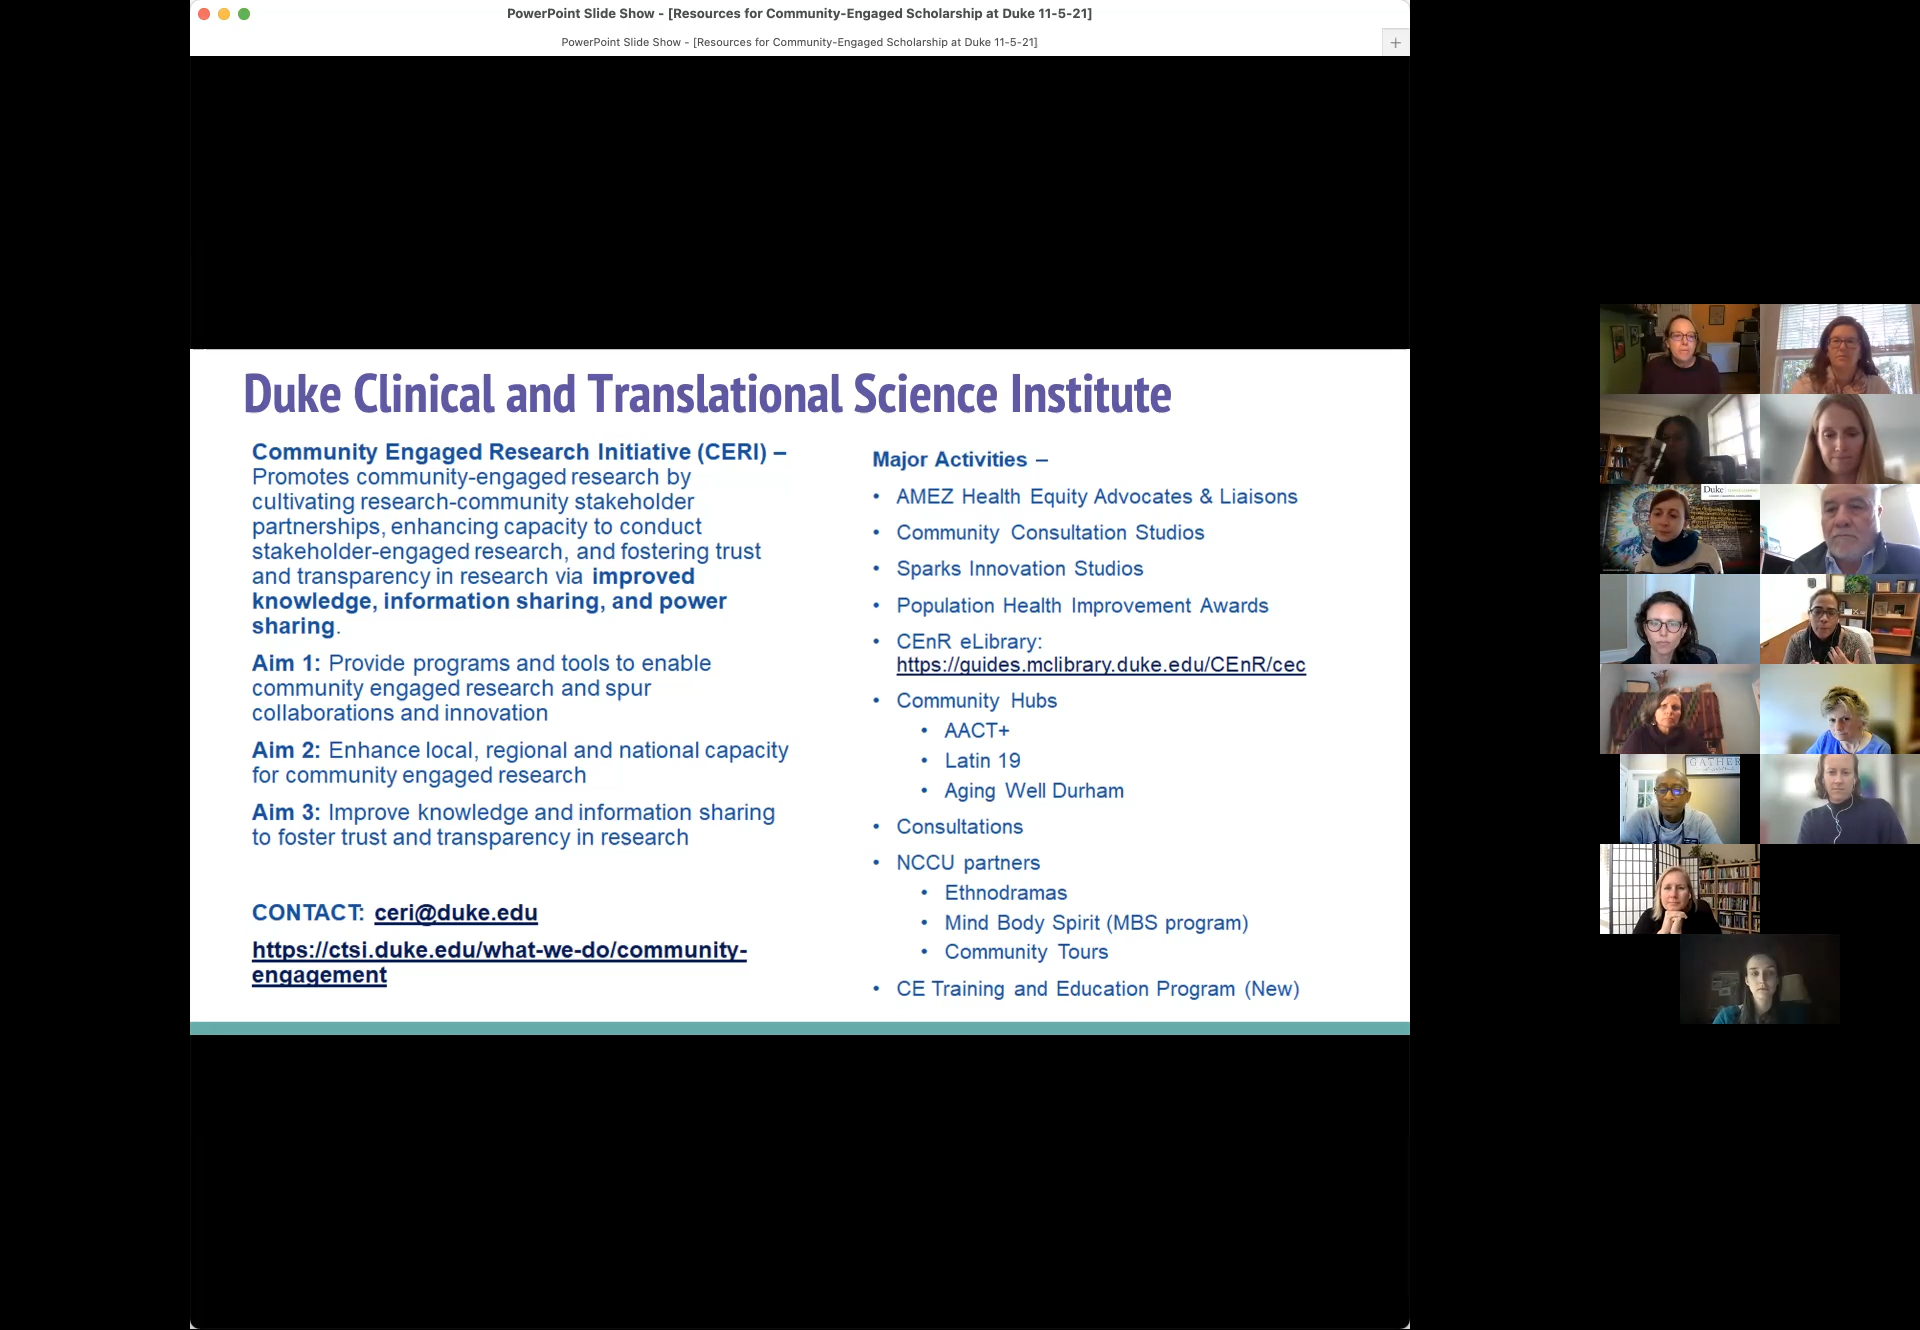 PowerPoint Slide Show - [Resources for Community-Engaged Scholarship at Duke 11-5-21]
PowerPoint Slide Show - [Resources for Community-Engaged Scholarship at Duke 11-5-21]
Duke Clinical and Translational Science Institute
Community Engaged Research Initiative (CERI) –
Promotes community-engaged research by
cultivating research-community stakeholder
partnerships, enhancing capacity to conduct
stakeholder-engaged research, and fostering trust
and transparency in research via improved
knowledge, information sharing, and power
sharing.
Aim 1: Provide programs and tools to enable
community engaged research and spur
collaborations and innovation
Aim 2: Enhance local, regional and national capacity
for community engaged research
Aim 3: Improve knowledge and information sharing
to foster trust and transparency in research
CONTACT: ceri@duke.edu
https://ctsi.duke.edu/what-we-do/community-
engagement
Major Activities –
• AMEZ Health Equity Advocates & Liaisons
• Community Consultation Studios
• Sparks Innovation Studios
• Population Health Improvement Awards
• CEnR eLibrary:
https://guides.mclibrary.duke.edu/CEnR/cec
• Community Hubs
• AACT+
• Latin 19
• Aging Well Durham
• Consultations
• NCCU partners
• Ethnodramas
• Mind Body Spirit (MBS program)
• Community Tours
• CE Training and Education Program (New)
Duke
GATHER